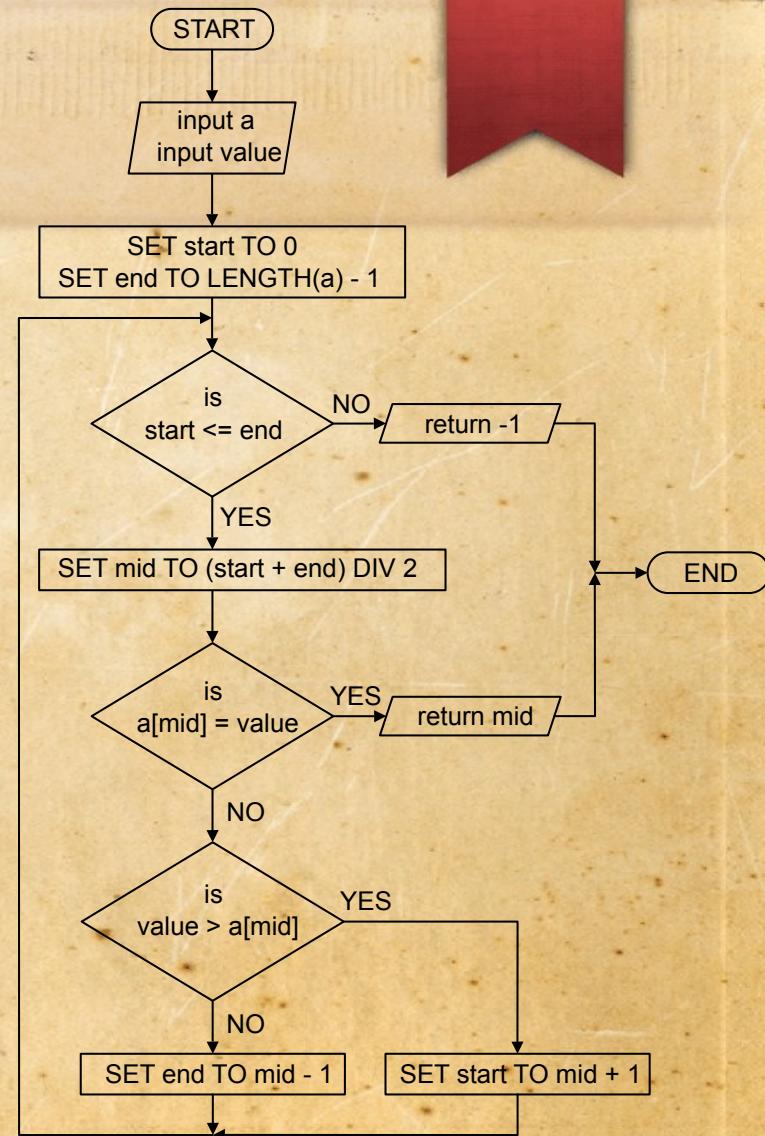 START
input a
input value
SET start TO 0
SET end TO LENGTH(a) - 1
is
start <= end
NO
return -1
YES
SET mid TO (start + end) DIV 2
END
is
a[mid] = value
YES
return mid
NO
is
value > a[mid]
YES
NO
SET end TO mid - 1
SET start TO mid + 1